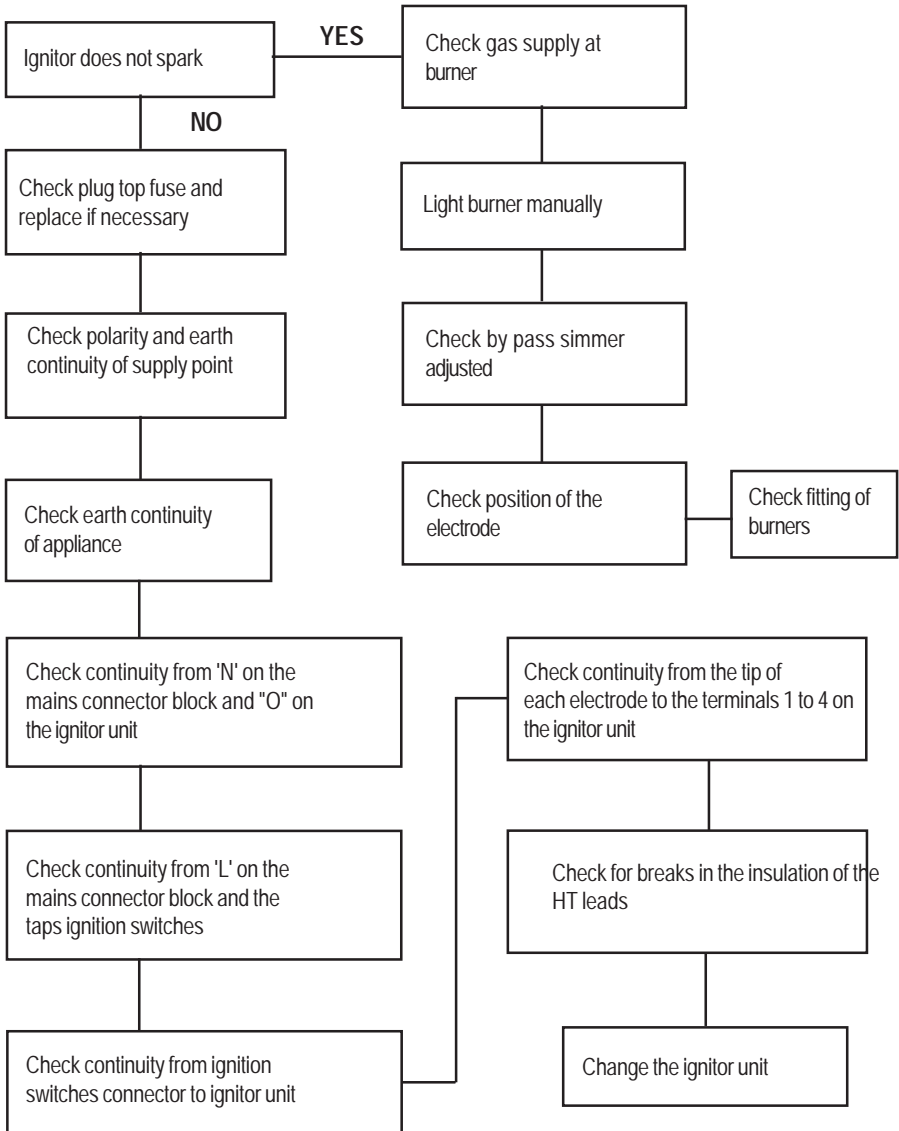 Ignitor does not spark
YES
Check gas supply at
burner
NO
Check plug top fuse and
replace if necessary
Light burner manually
Check polarity and earth
continuity of supply point
Check by pass simmer
adjusted
Check earth continuity
of appliance
Check position of the
electrode
Check fitting of
burners
Check continuity from 'N' on the
mains connector block and "O" on
the ignitor unit
Check continuity from 'L' on the
mains connector block and the
taps ignition switches
Check continuity from ignition
switches connector to ignitor unit
Check continuity from the tip of
each electrode to the terminals 1 to 4 on
the ignitor unit
Check for breaks in the insulation of the
HT leads
Change the ignitor unit